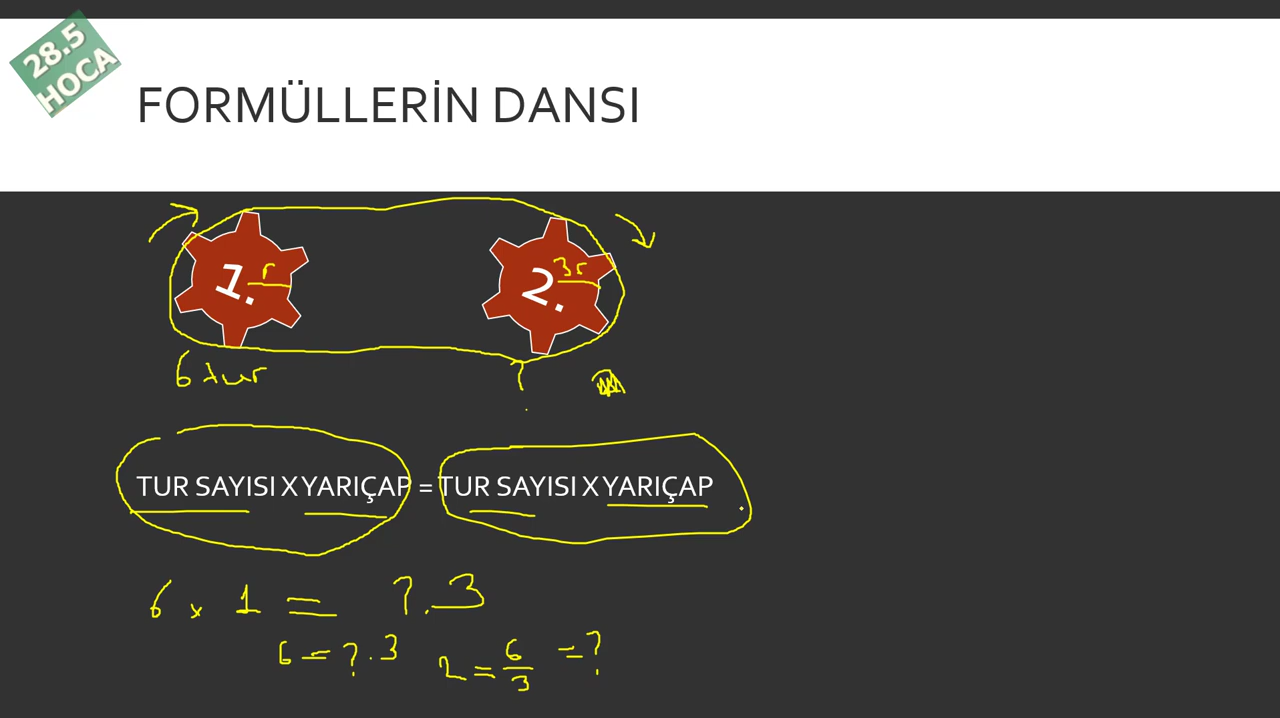 28.5
HOCA
FORMÜLLERİN DANSI
1. r
2. 3r
6 tur
?
TUR SAYISI X YARIÇAP = TUR SAYISI X YARIÇAP
6 x 1 = ?.3
6 = ?.3
2 = 6/3 = ?